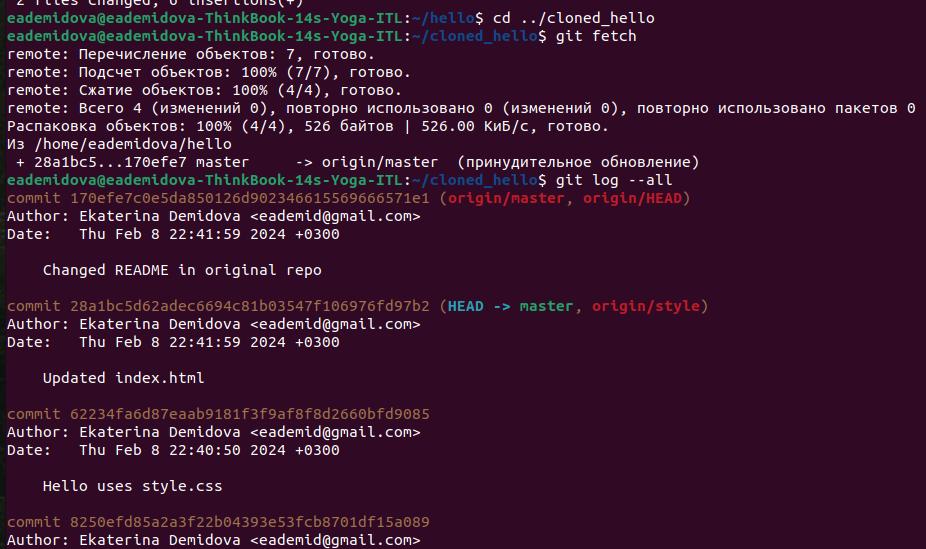 2 files changed, 6 insertions(+)
eademidova@eademidova-ThinkBook-14s-Yoga-ITL:~/hello$ cd ../cloned_hello
eademidova@eademidova-ThinkBook-14s-Yoga-ITL:~/cloned_hello$ git fetch
remote: Перечисление объектов: 7, готово.
remote: Подсчет объектов: 100% (7/7), готово.
remote: Сжатие объектов: 100% (4/4), готово.
remote: Всего 4 (изменений 0), повторно использовано 0 (изменений 0), повторно использовано пакетов 0
Распаковка объектов: 100% (4/4), 526 байтов | 526.00 КиБ/с, готово.
Из /home/eademidova/hello
 + 28a1bc5...170efe7 master     -> origin/master  (принудительное обновление)
eademidova@eademidova-ThinkBook-14s-Yoga-ITL:~/cloned_hello$ git log --all
commit 170efe7c0e5da850126d902346615569666571e1 (origin/master, origin/HEAD)
Author: Ekaterina Demidova <eademid@gmail.com>
Date:   Thu Feb 8 22:41:59 2024 +0300
    Changed README in original repo
commit 28a1bc5d62adec6694c81b03547f106976fd97b2 (HEAD -> master, origin/style)
Author: Ekaterina Demidova <eademid@gmail.com>
Date:   Thu Feb 8 22:41:59 2024 +0300
    Updated index.html
commit 62234fa6d87eaab9181f3f9af8f8d2660bfd9085
Author: Ekaterina Demidova <eademid@gmail.com>
Date:   Thu Feb 8 22:40:50 2024 +0300
    Hello uses style.css
commit 8250efd85a2a3f22b04393e53fcb8701df15a089
Author: Ekaterina Demidova <eademid@gmail.com>